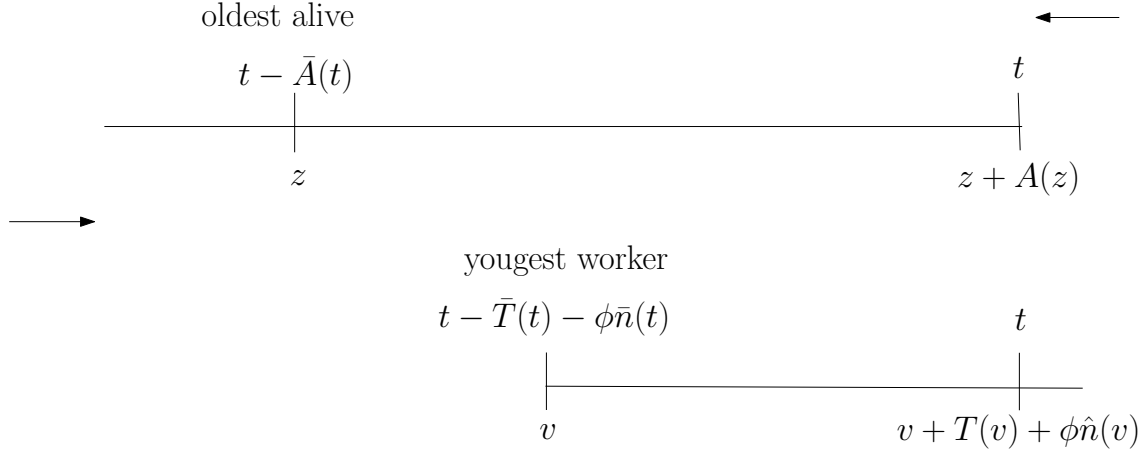 oldest alive
t − Ā(t)
t
z
z + A(z)
yougest worker
t − T̄(t) − ϕn̄(t)
t
v
v + T(v) + ϕn̂(v)